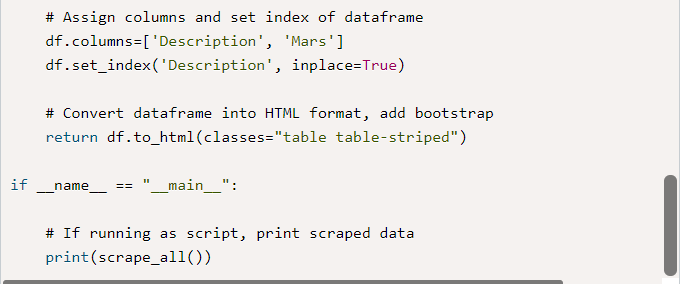 # Assign columns and set index of dataframe
df.columns=['Description', 'Mars']
df.set_index('Description', inplace=True)
# Convert dataframe into HTML format, add bootstrap
return df.to_html(classes="table table-striped")
if __name__ == "__main__":
# If running as script, print scraped data
print(scrape_all())